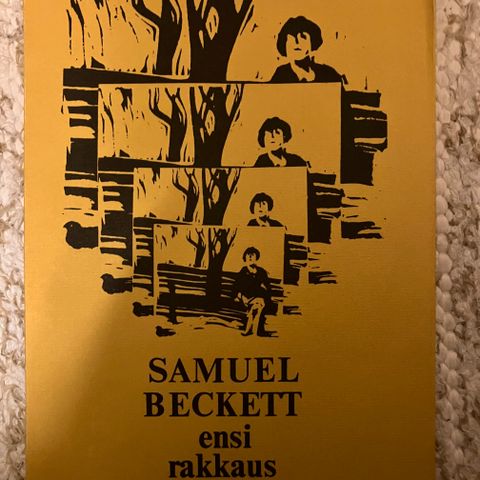 SAMUEL
BECKETT
ensi
rakkaus